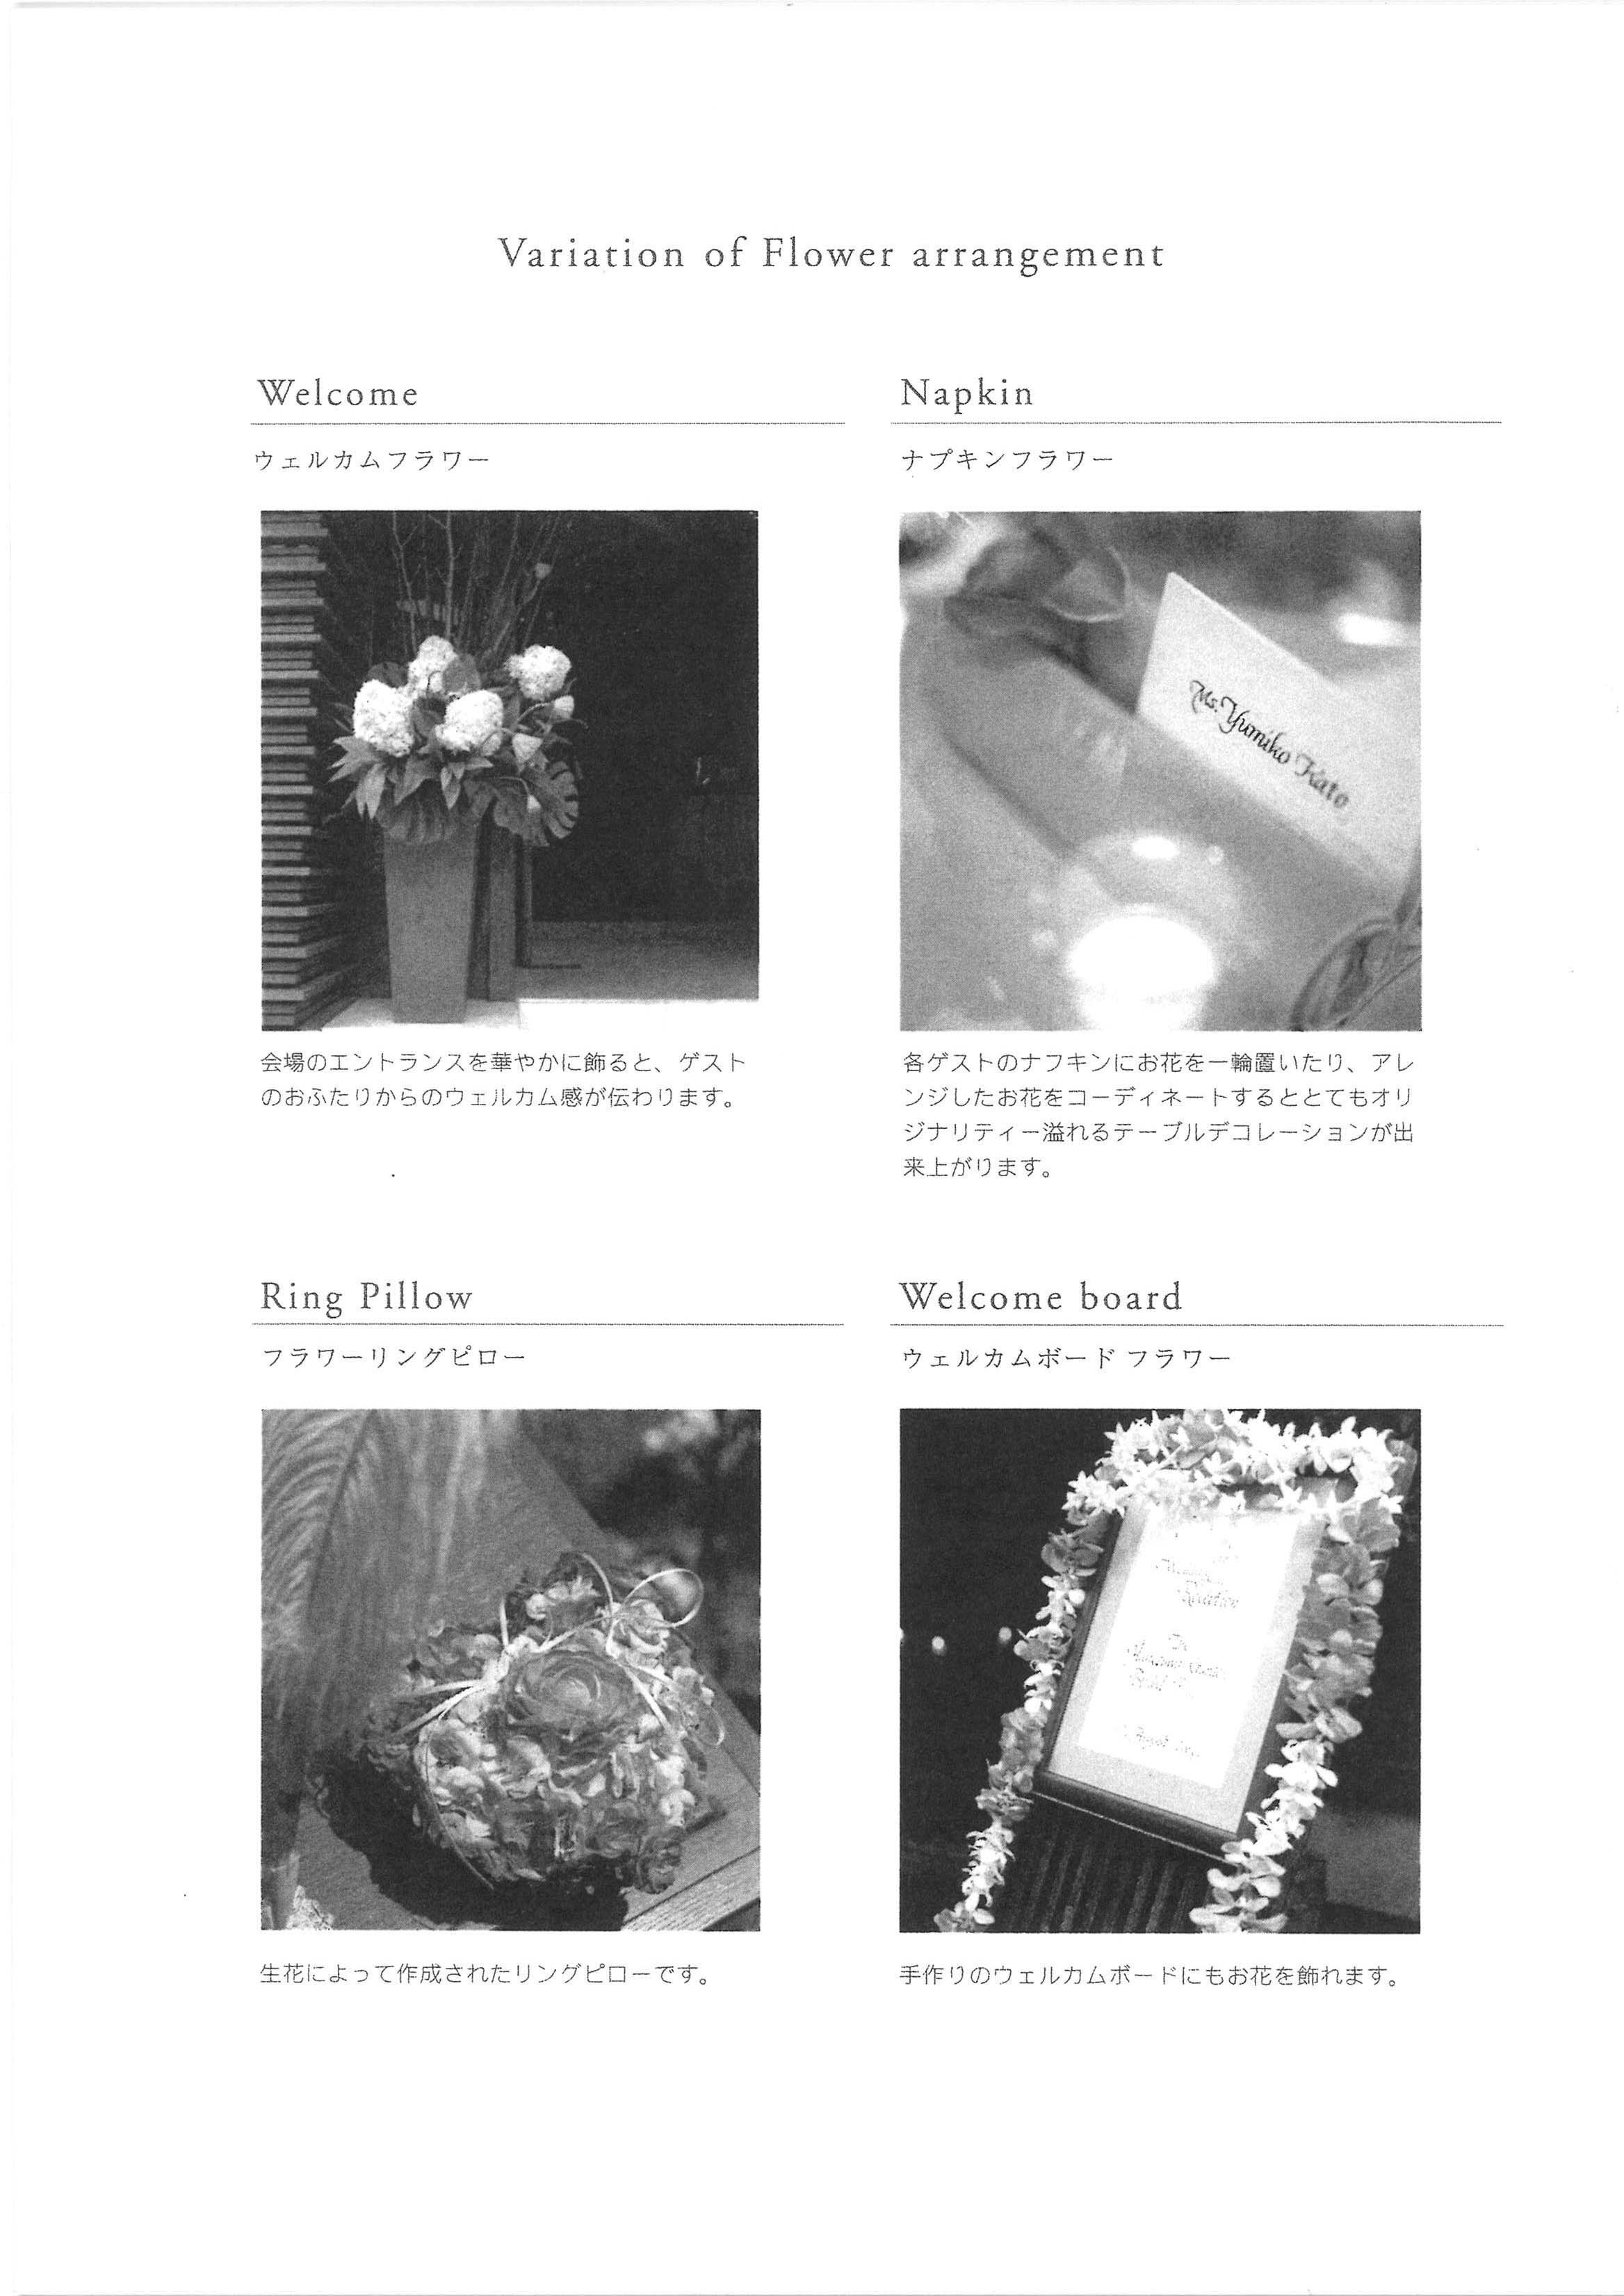 Variation of Flower arrangement
Welcome
ウェルカムフラワー
会場のエントランスを華やかに飾ると、ゲスト
のおふたりからのウェルカム感が伝わります。
Napkin
ナプキンフラワー
Ms. Yumiko Kato
各ゲストのナフキンにお花を一輪置いたり、アレ
ンジしたお花をコーディネートするととてもオリ
ジナリティー溢れるテーブルデコレーションが出
来上がります。
Ring Pillow
フラワーリングピロー
生花によって作成されたリングピローです。
Welcome board
ウェルカムボード フラワー
手作りのウェルカムボードにもお花を飾れます。